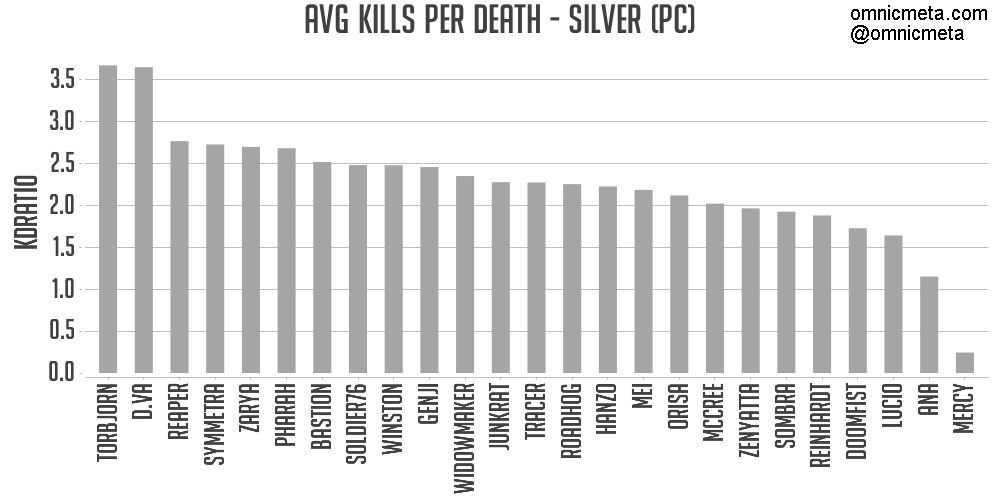 AVG KILLS PER DEATH - SILVER (PC)
omnicmeta.com
@omnicmeta
KDRATIO
3.5
3.0
2.5
2.0
1.5
1.0
0.5
0.0
TORBJORN
D.VA
REAPER
SYMMETRA
ZARYA
PHARAH
BASTION
SOLDIER76
WINSTON
GENJI
WIDOWMAKER
JUNKRAT
TRACER
ROADHOG
HANZO
MEI
ORISA
MCCREE
ZENYATTA
SOMBRA
REINHARDT
DOOMFIST
LUCIO
ANA
MERCY